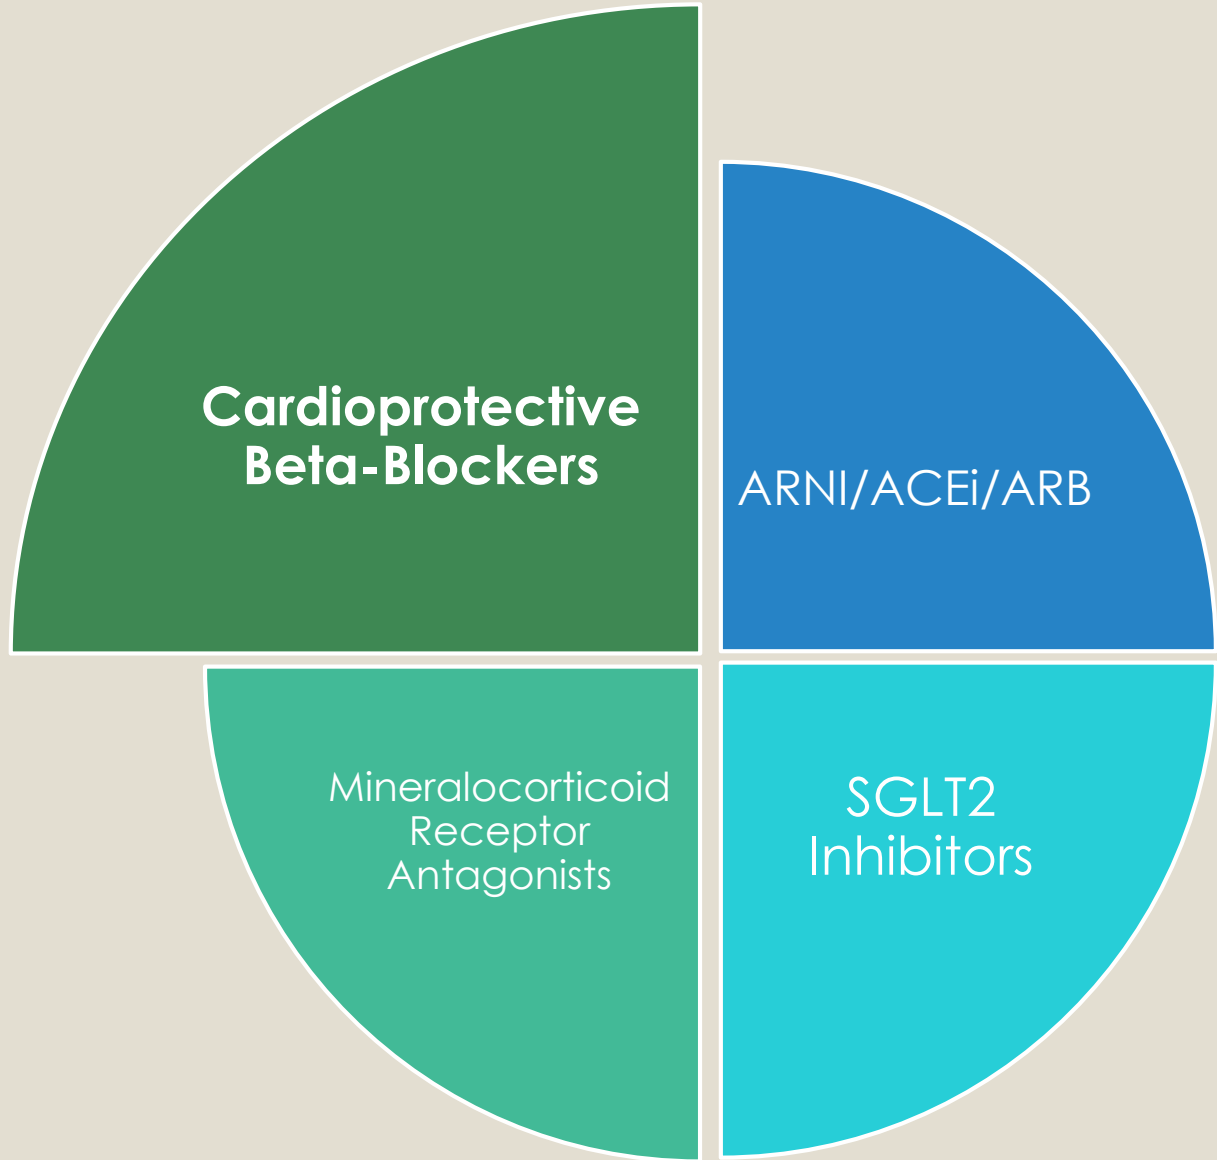 Cardioprotective
Beta-Blockers
ARNI/ACEi/ARB
Mineralocorticoid
Receptor
Antagonists
SGLT2
Inhibitors